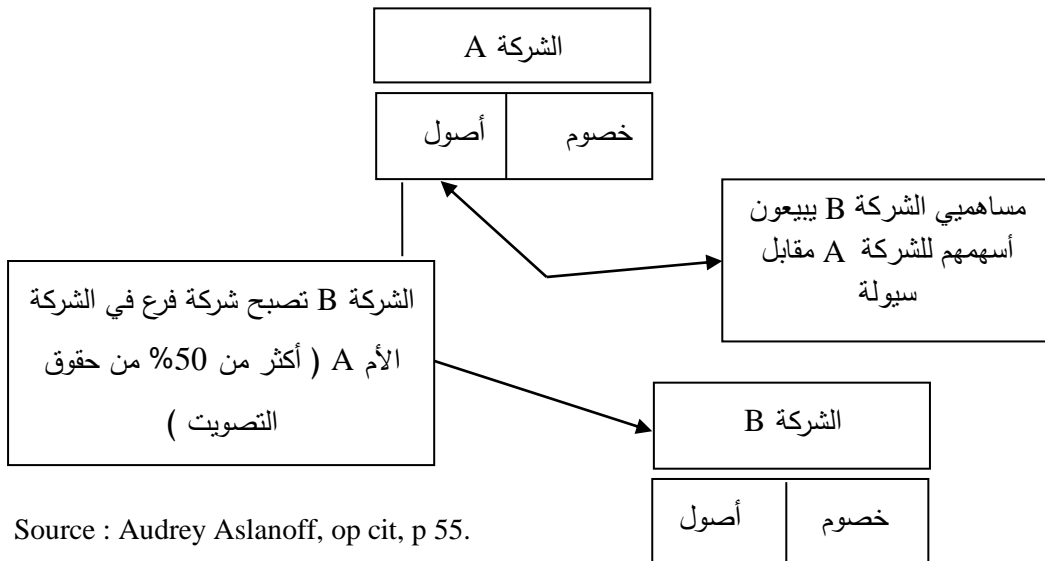 الشركة A
أصول
خصوم
مساهميي الشركة B يبيعون
أسهمهم للشركة A مقابل
سيولة
الشركة B تصبح شركة فرع في الشركة
الأم A ( أكثر من 50% من حقوق
التصويت )
الشركة B
أصول
خصوم
Source : Audrey Aslanoff, op cit, p 55.